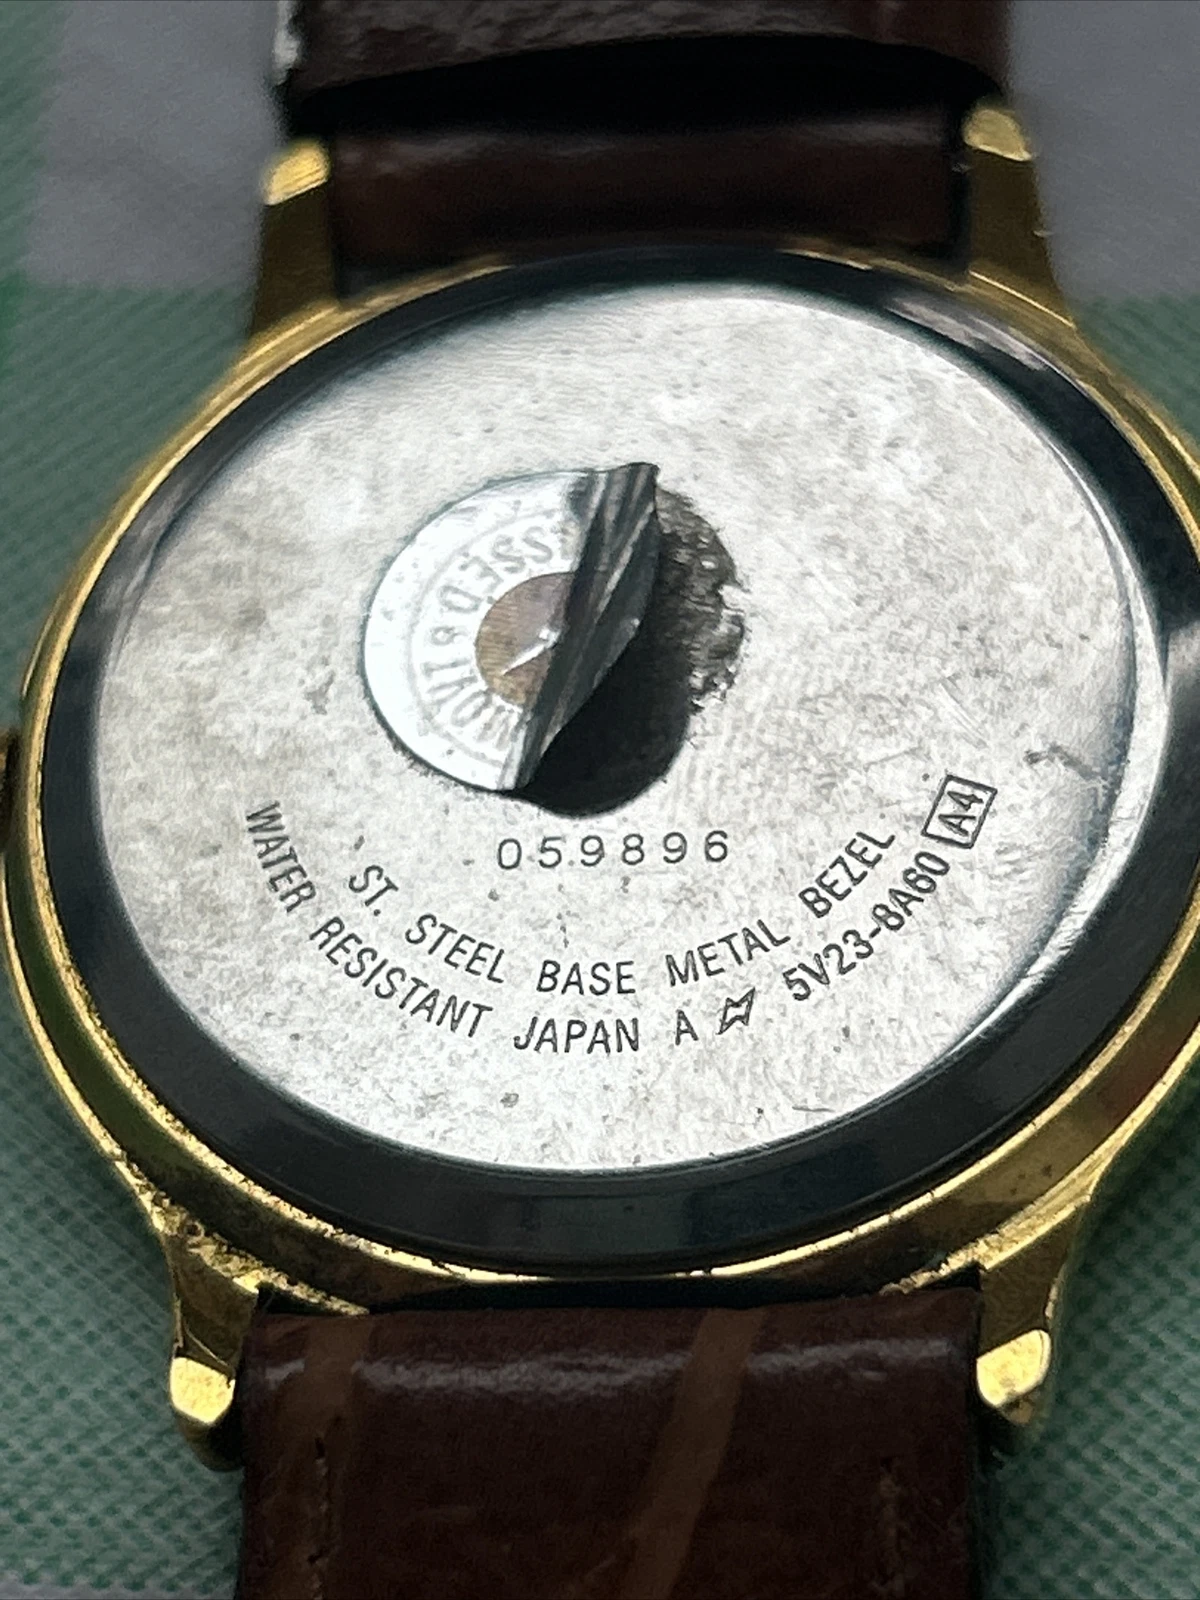 059896
ST. STEEL BASE METAL BEZEL
WATER RESISTANT JAPAN A 5V23-8A60 A4